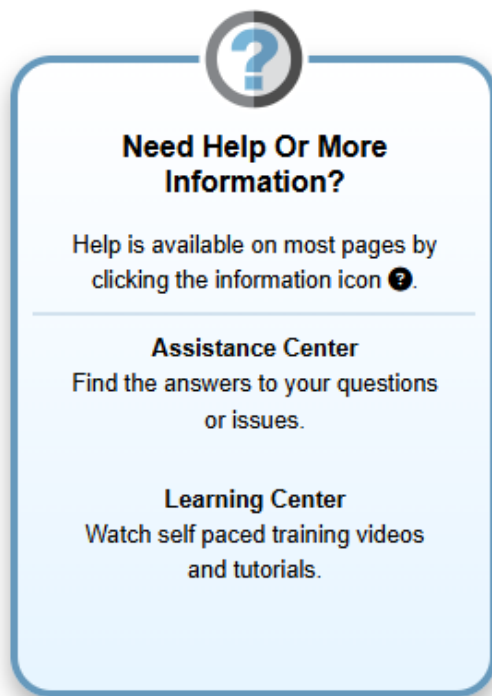 ?
Need Help Or More
Information?
Help is available on most pages by
clicking the information icon ?.
Assistance Center
Find the answers to your questions
or issues.
Learning Center
Watch self paced training videos
and tutorials.